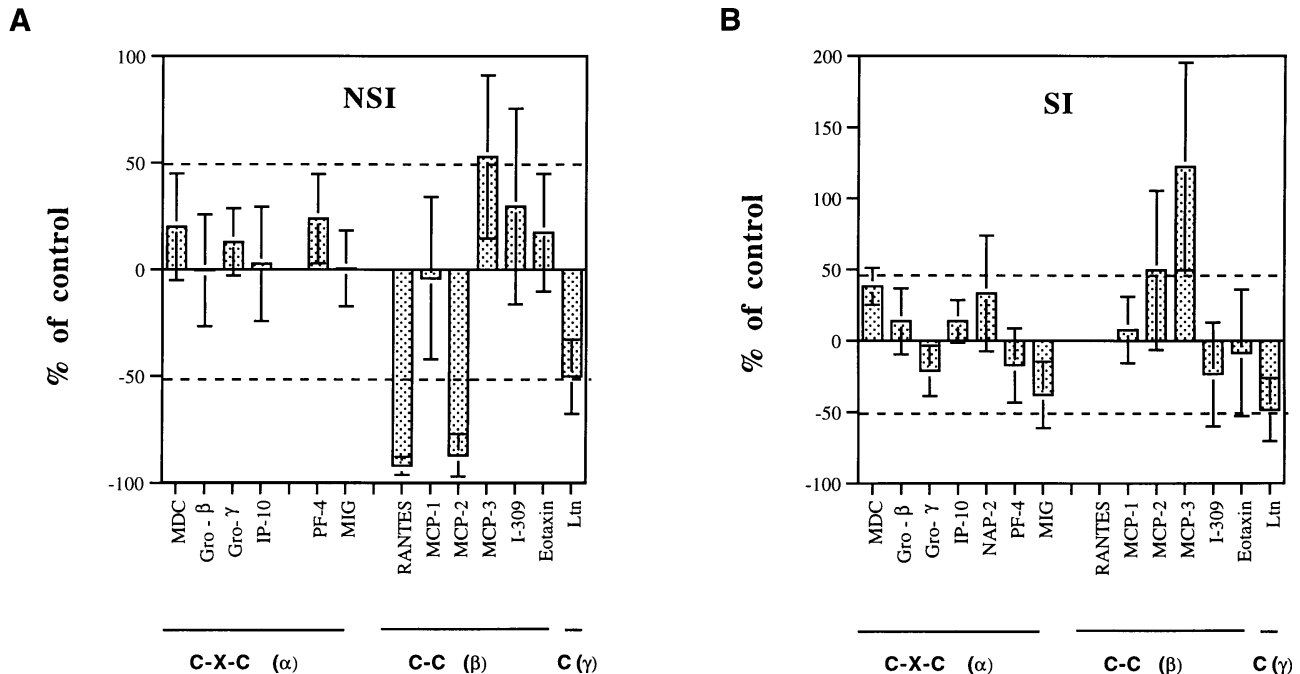 A
NSI
% of control
100
50
0
-50
-100
MDC
Gro - β
Gro- γ
IP-10
PF-4
MIG
RANTES
MCP-1
MCP-2
MCP-3
I-309
Eotaxin
Ltn
C-X-C (α)
C-C (β)
C (γ)
B
SI
% of control
200
150
100
50
0
-50
-100
MDC
Gro - β
Gro- γ
IP-10
NAP-2
PF-4
MIG
RANTES
MCP-1
MCP-2
MCP-3
I-309
Eotaxin
Ltn
C-X-C (α)
C-C (β)
C (γ)